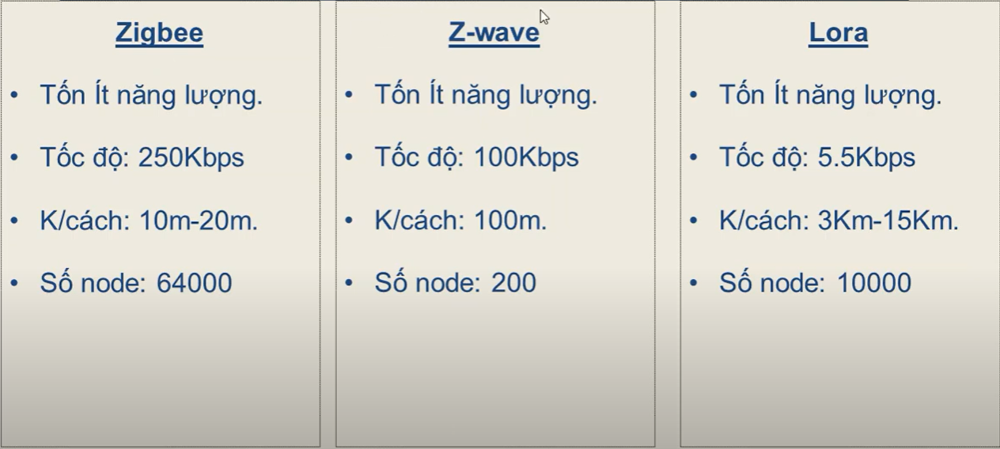 Zigbee
• Tốn Ít năng lượng.
• Tốc độ: 250Kbps
• K/cách: 10m-20m.
• Số node: 64000
Z-wave
• Tốn Ít năng lượng.
• Tốc độ: 100Kbps
• K/cách: 100m.
• Số node: 200
Lora
• Tốn Ít năng lượng.
• Tốc độ: 5.5Kbps
• K/cách: 3Km-15Km.
• Số node: 10000